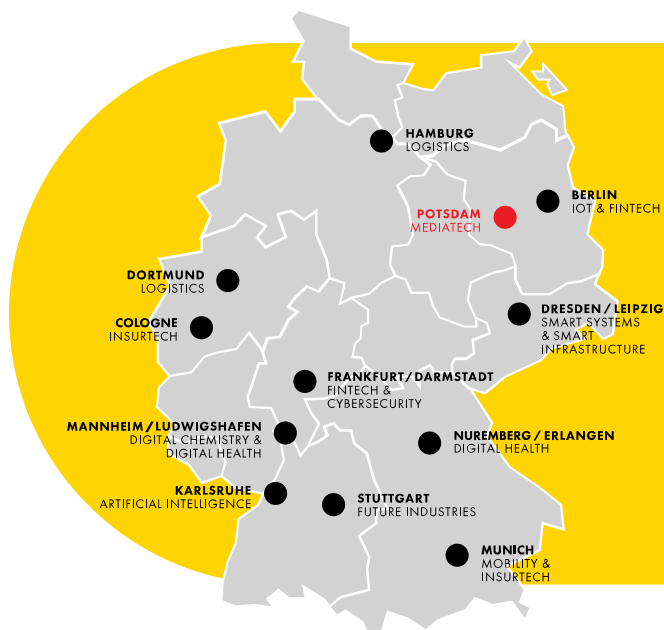 HAMBURG
LOGISTICS
BERLIN
IOT & FINTECH
POTSDAM
MEDIATECH
DORTMUND
LOGISTICS
COLOGNE
INSURTECH
DRESDEN/LEIPZIG
SMART SYSTEMS
& SMART
INFRASTRUCTURE
FRANKFURT/DARMSTADT
FINTECH &
CYBERSECURITY
MANNHEIM/LUDWIGSHAFEN
DIGITAL CHEMISTRY &
DIGITAL HEALTH
NUREMBERG/ERLANGEN
DIGITAL HEALTH
KARLSRUHE
ARTIFICIAL INTELLIGENCE
STUTTGART
FUTURE INDUSTRIES
MUNICH
MOBILITY &
INSURTECH